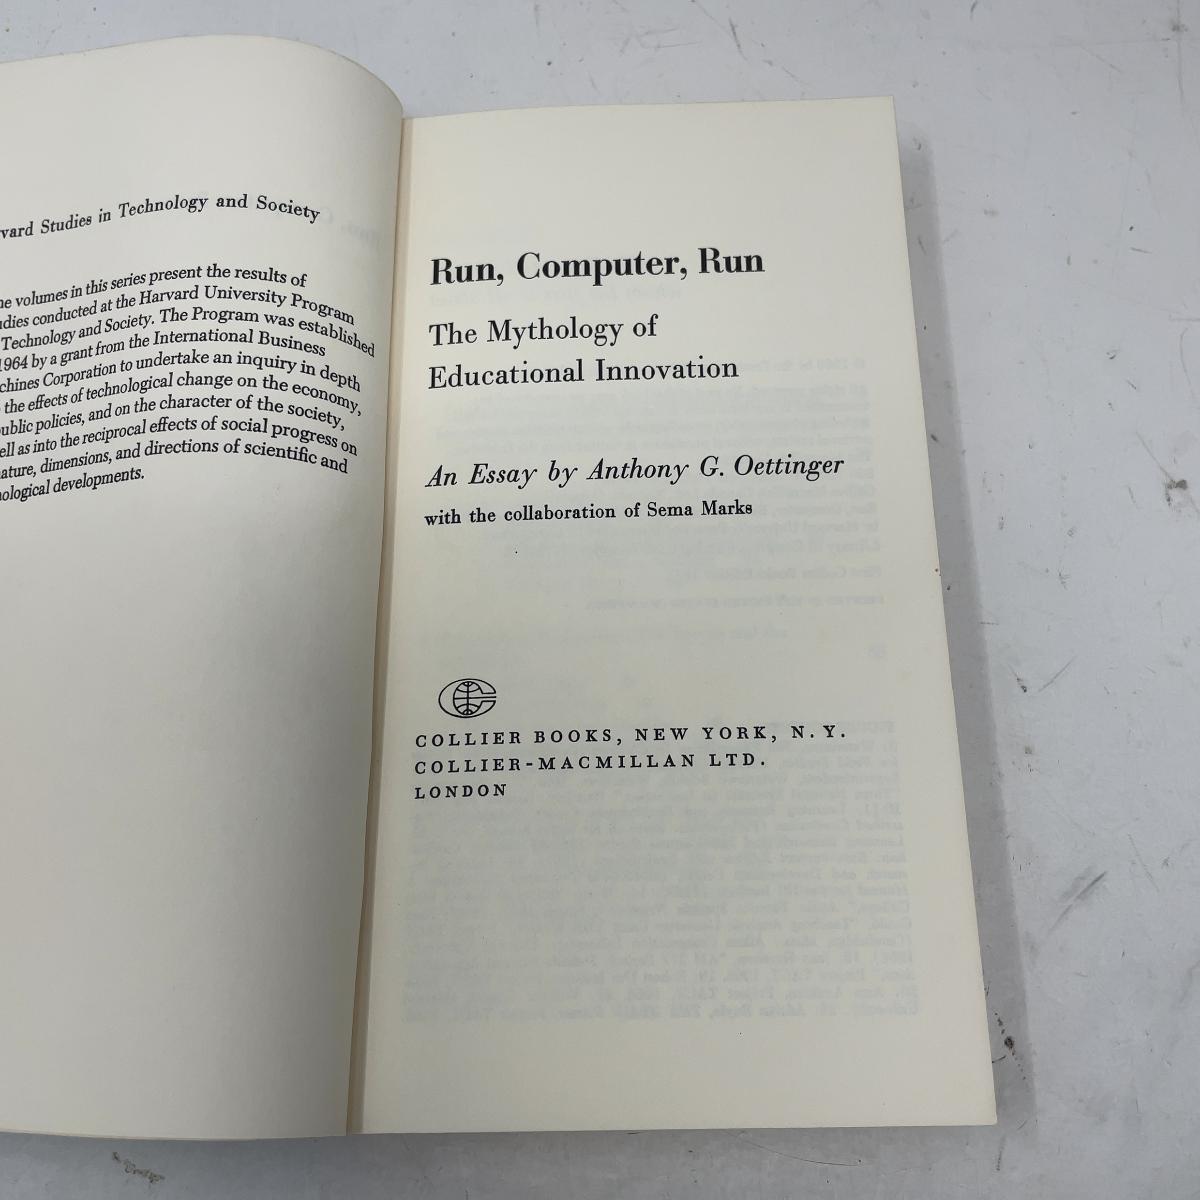 vard Studies in Technology and Society
ne volumes in this series present the results of
udies conducted at the Harvard University Program
Technology and Society. The Program was established
1964 by a grant from the International Business
chines Corporation to undertake an inquiry in depth
the effects of technological change on the economy,
ublic policies, and on the character of the society,
ell as into the reciprocal effects of social progress on
ature, dimensions, and directions of scientific and
nological developments.
Run, Computer, Run
The Mythology of
Educational Innovation
An Essay by Anthony G. Oettinger
with the collaboration of Sema Marks
COLLIER BOOKS, NEW YORK, N. Y.
COLLIER-MACMILLAN LTD.
LONDON